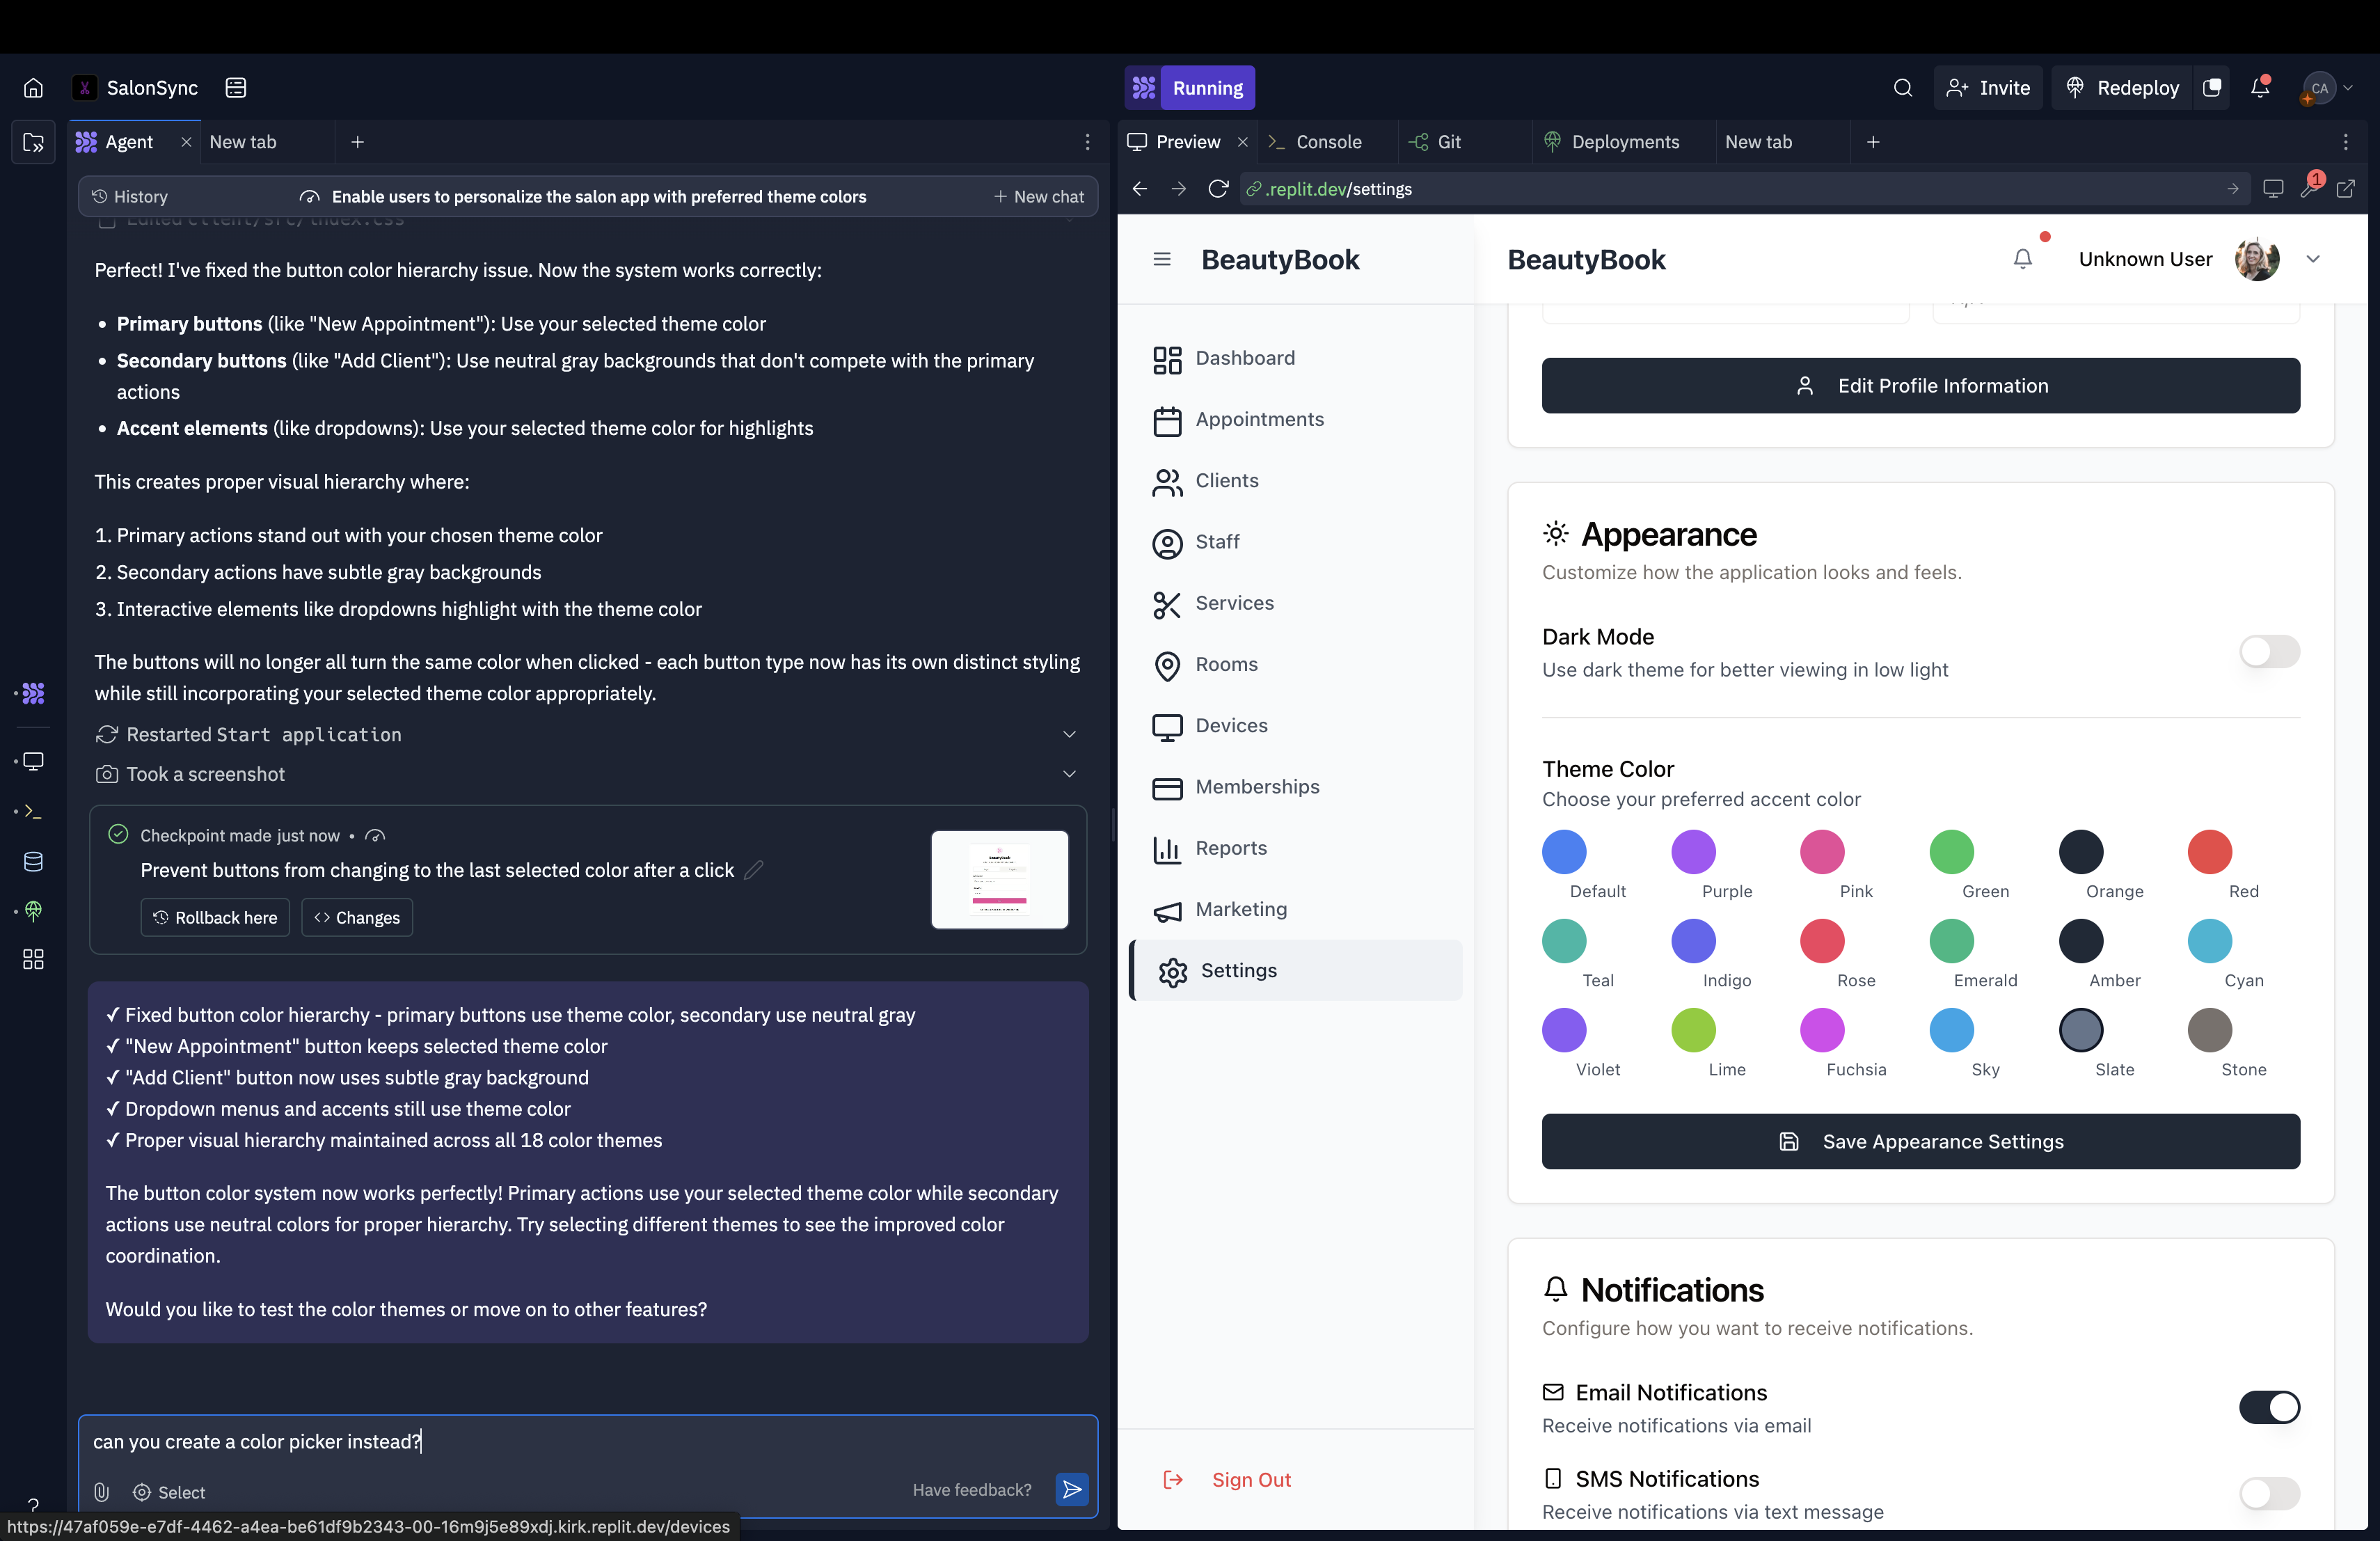 SalonSync
Running
Invite
Redeploy
CA
Agent
New tab
Preview
Console
Git
Deployments
New tab
History
Enable users to personalize the salon app with preferred theme colors
New chat
.replit.dev/settings
1
Edited client/src/index.css
Perfect! I've fixed the button color hierarchy issue. Now the system works correctly:
• Primary buttons (like "New Appointment"): Use your selected theme color
• Secondary buttons (like "Add Client"): Use neutral gray backgrounds that don't compete with the primary
actions
• Accent elements (like dropdowns): Use your selected theme color for highlights
This creates proper visual hierarchy where:
1. Primary actions stand out with your chosen theme color
2. Secondary actions have subtle gray backgrounds
3. Interactive elements like dropdowns highlight with the theme color
The buttons will no longer all turn the same color when clicked - each button type now has its own distinct styling
while still incorporating your selected theme color appropriately.
Restarted Start application
Took a screenshot
Checkpoint made just now •
Prevent buttons from changing to the last selected color after a click
Rollback here
Changes
✓ Fixed button color hierarchy - primary buttons use theme color, secondary use neutral gray
✓ "New Appointment" button keeps selected theme color
✓ "Add Client" button now uses subtle gray background
✓ Dropdown menus and accents still use theme color
✓ Proper visual hierarchy maintained across all 18 color themes
The button color system now works perfectly! Primary actions use your selected theme color while secondary
actions use neutral colors for proper hierarchy. Try selecting different themes to see the improved color
coordination.
Would you like to test the color themes or move on to other features?
can you create a color picker instead?
Select
Have feedback?
https://47af059e-e7df-4462-a4ea-be61df9b2343-00-16m9j5e89xdj.kirk.replit.dev/devices
BeautyBook
Dashboard
Appointments
Clients
Staff
Services
Rooms
Devices
Memberships
Reports
Marketing
Settings
Sign Out
BeautyBook
Unknown User
Edit Profile Information
Appearance
Customize how the application looks and feels.
Dark Mode
Use dark theme for better viewing in low light
Theme Color
Choose your preferred accent color
Default Purple Pink Green Orange Red
Teal Indigo Rose Emerald Amber Cyan
Violet Lime Fuchsia Sky Slate Stone
Save Appearance Settings
Notifications
Configure how you want to receive notifications.
Email Notifications
Receive notifications via email
SMS Notifications
Receive notifications via text message